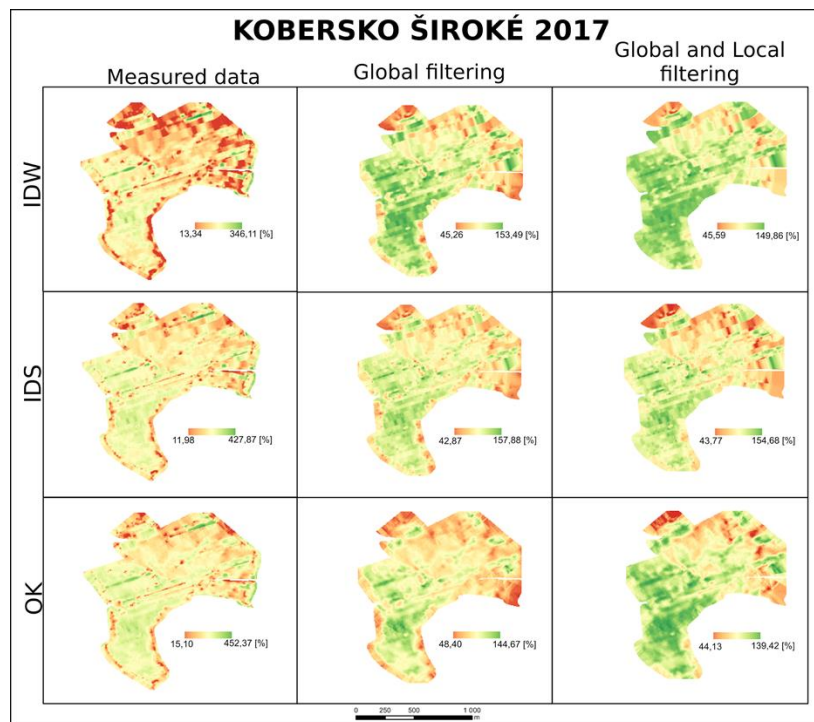 KOBERSKO ŠIROKÉ 2017
Measured data
Global filtering
Global and Local
filtering
IDW
13,34 346,11 [%]
45,26 153,49 [%]
45,59 149,86 [%]
IDS
11,98 427,87 [%]
42,87 157,88 [%]
43,77 154,68 [%]
OK
15,10 452,37 [%]
48,40 144,67 [%]
44,13 139,42 [%]
0 250 500 1 000
m